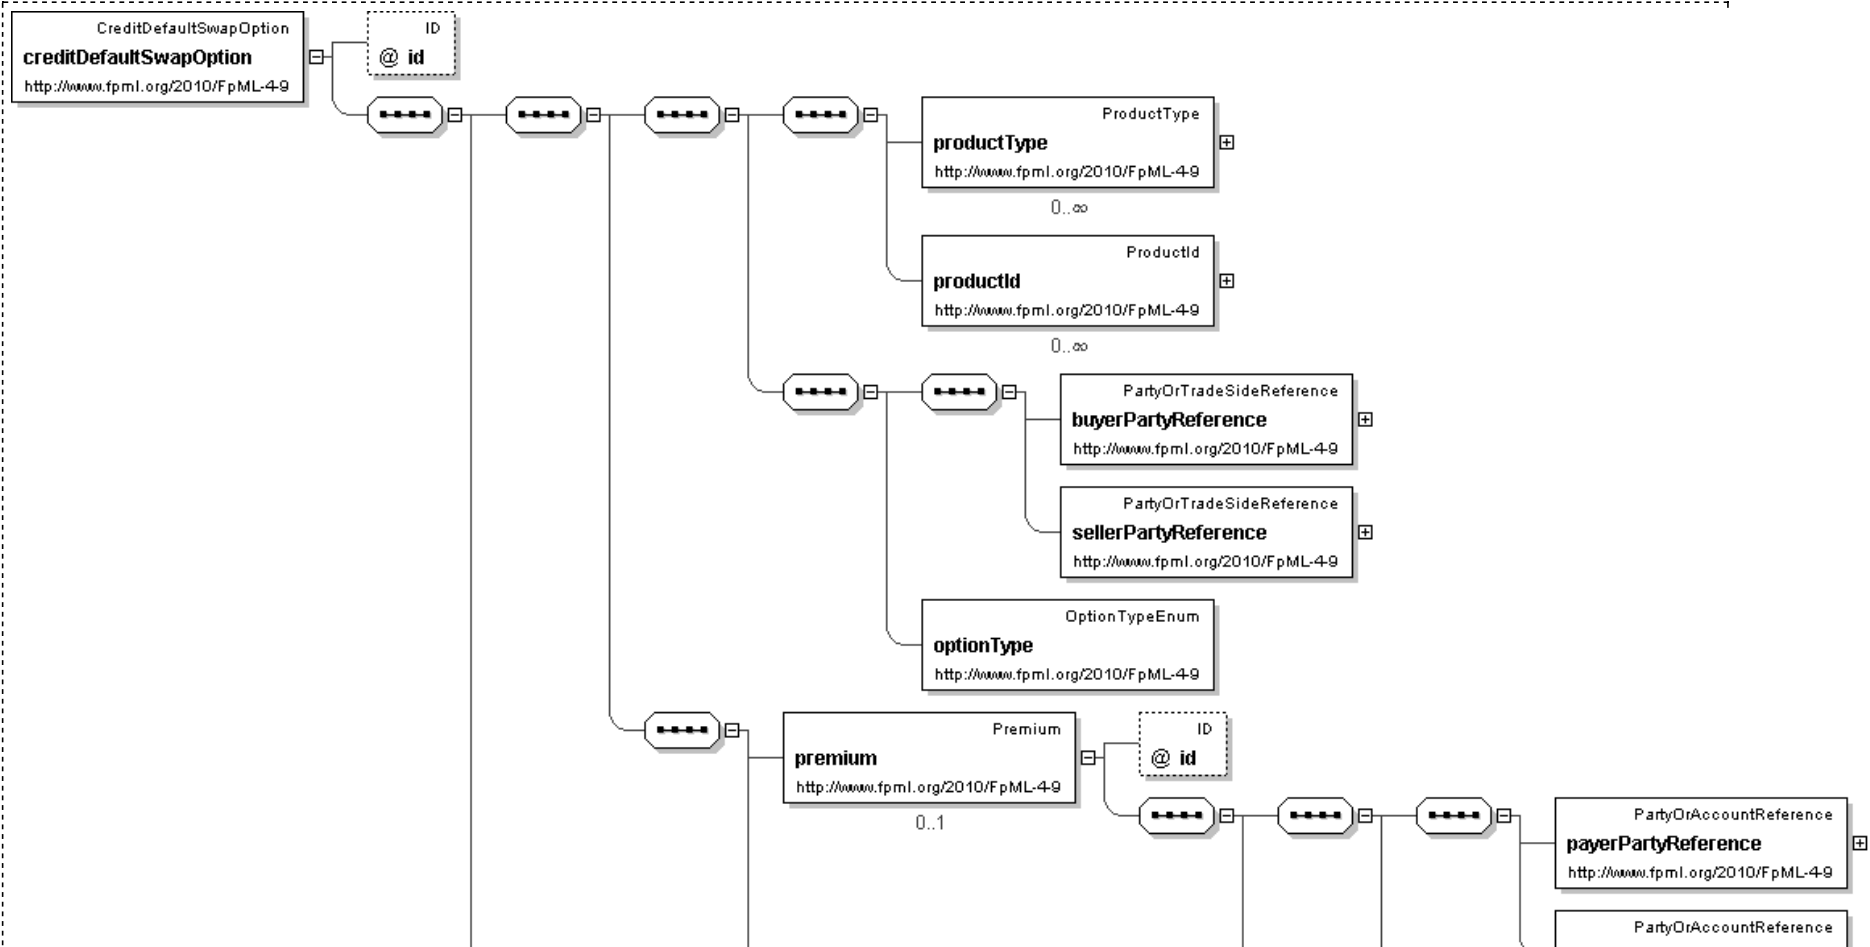 CreditDefaultSwapOption
creditDefaultSwapOption
http://www.fpml.org/2010/FpML-4-9
ID
@ id
ProductType
productType
http://www.fpml.org/2010/FpML-4-9
0..∞
ProductId
productId
http://www.fpml.org/2010/FpML-4-9
0..∞
PartyOrTradeSideReference
buyerPartyReference
http://www.fpml.org/2010/FpML-4-9
PartyOrTradeSideReference
sellerPartyReference
http://www.fpml.org/2010/FpML-4-9
OptionTypeEnum
optionType
http://www.fpml.org/2010/FpML-4-9
Premium
premium
http://www.fpml.org/2010/FpML-4-9
0..1
ID
@ id
PartyOrAccountReference
payerPartyReference
http://www.fpml.org/2010/FpML-4-9
PartyOrAccountReference